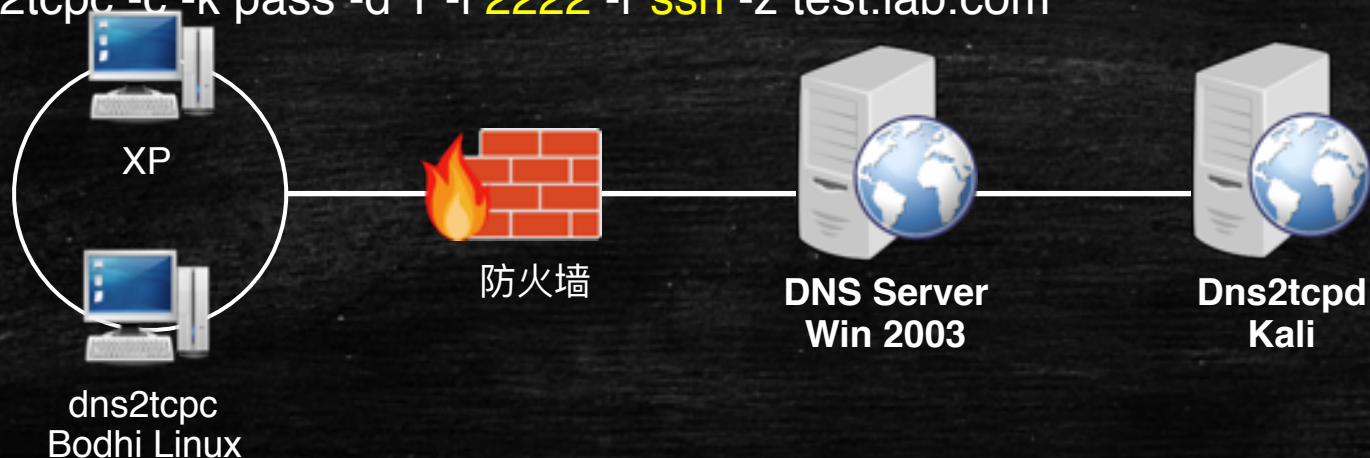 2tcpc -c -k pass -d 1 -l 2222 -r ssh -z test.lab.com
XP
防火墙
DNS Server
Win 2003
Dns2tcpd
Kali
dns2tcpc
Bodhi Linux